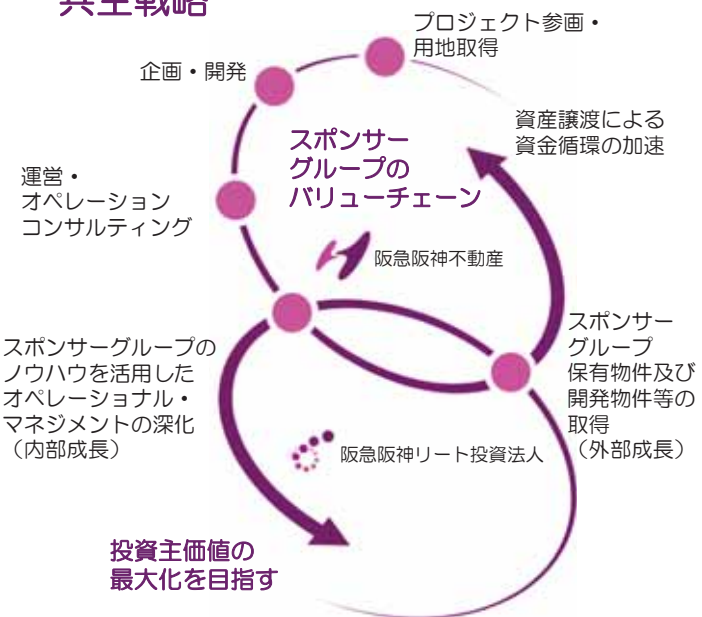 共生戦略
プロジェクト参画・
用地取得
企画・開発
資産譲渡による
資金循環の加速
スポンサー
グループの
バリューチェーン
運営・
オペレーション
コンサルティング
阪急阪神不動産
スポンサーグループの
ノウハウを活用した
オペレーショナル・
マネジメントの深化
（内部成長）
スポンサー
グループ
保有物件及び
開発物件等の
取得
（外部成長）
阪急阪神リート投資法人
投資主価値の
最大化を目指す